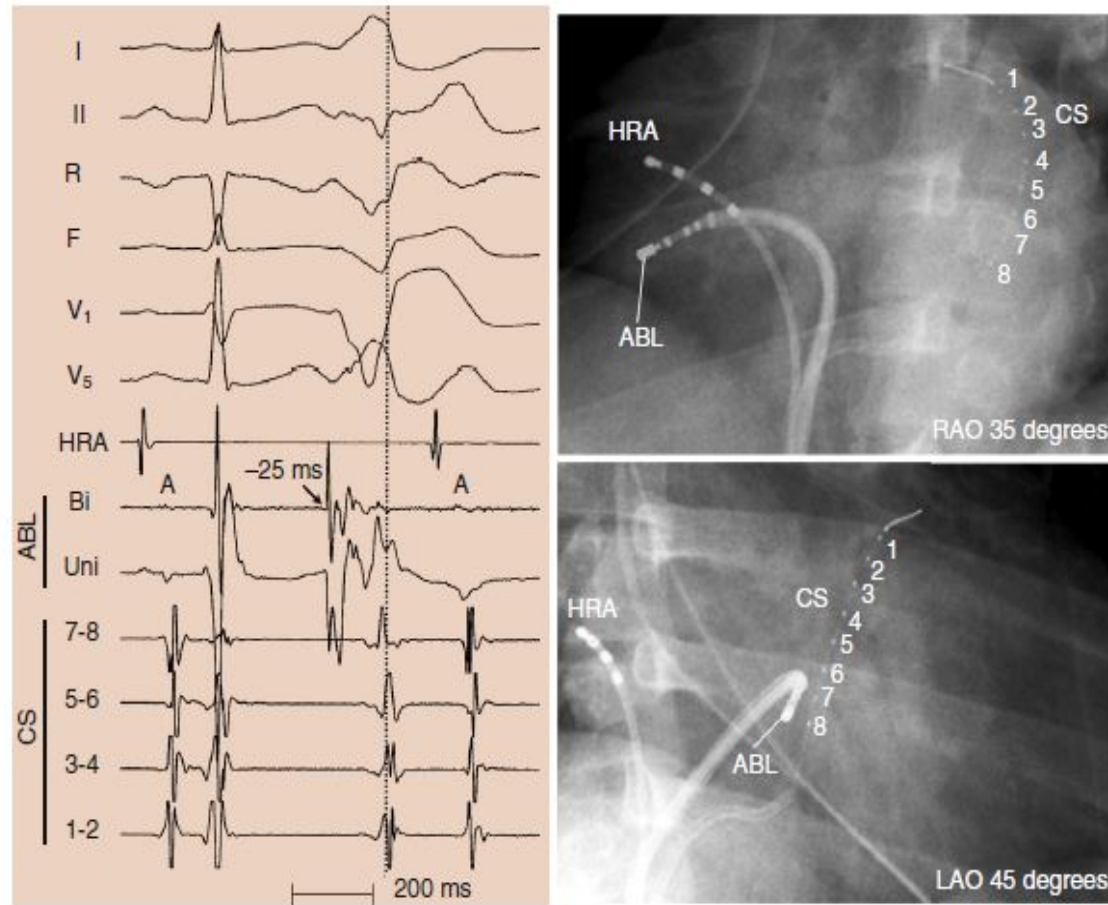 I
II
R
F
V1
V5
HRA
–25 ms
A
A
ABL
Bi
Uni
CS
7-8
5-6
3-4
1-2
200 ms
HRA
ABL
1
2
CS
3
4
5
6
7
8
RAO 35 degrees
HRA
1
2
3
CS
4
5
6
7
8
ABL
LAO 45 degrees